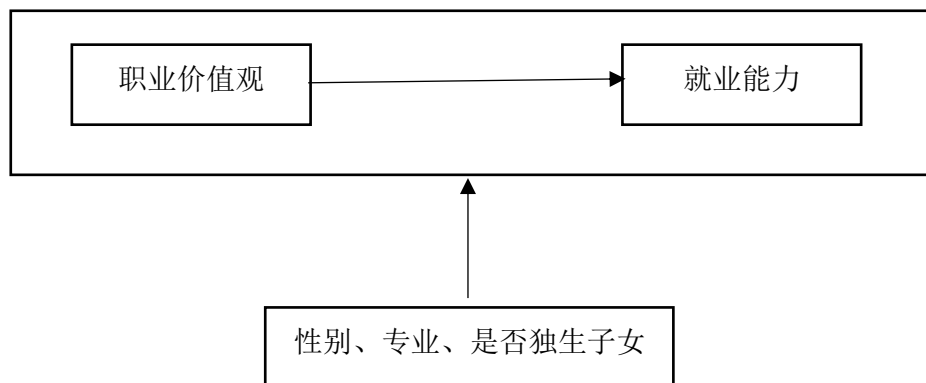 职业价值观
就业能力
性别、专业、是否独生子女